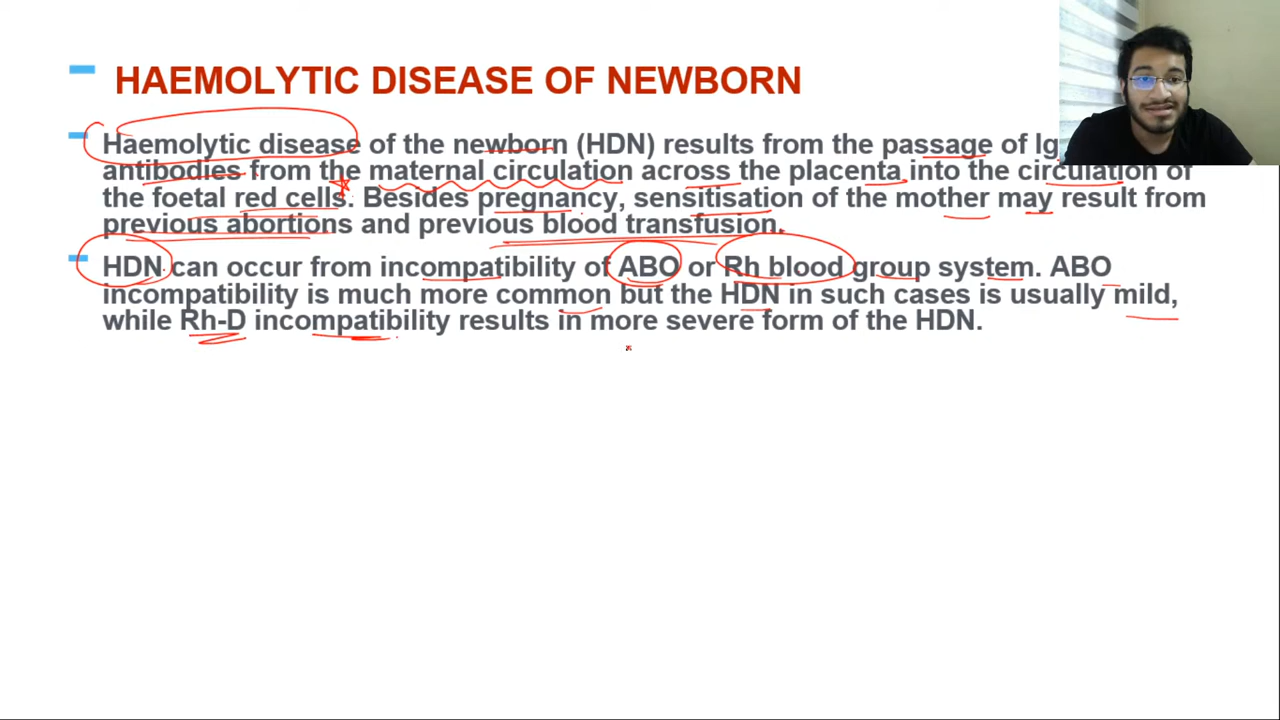 HAEMOLYTIC DISEASE OF NEWBORN
Haemolytic disease of the newborn (HDN) results from the passage of
antibodies from the maternal circulation across the placenta into the circulation of
the foetal red cells. Besides pregnancy, sensitisation of the mother may result from
previous abortions and previous blood transfusion.
HDN can occur from incompatibility of ABO or Rh blood group system. ABO
incompatibility is much more common but the HDN in such cases is usually mild,
while Rh-D incompatibility results in more severe form of the HDN.